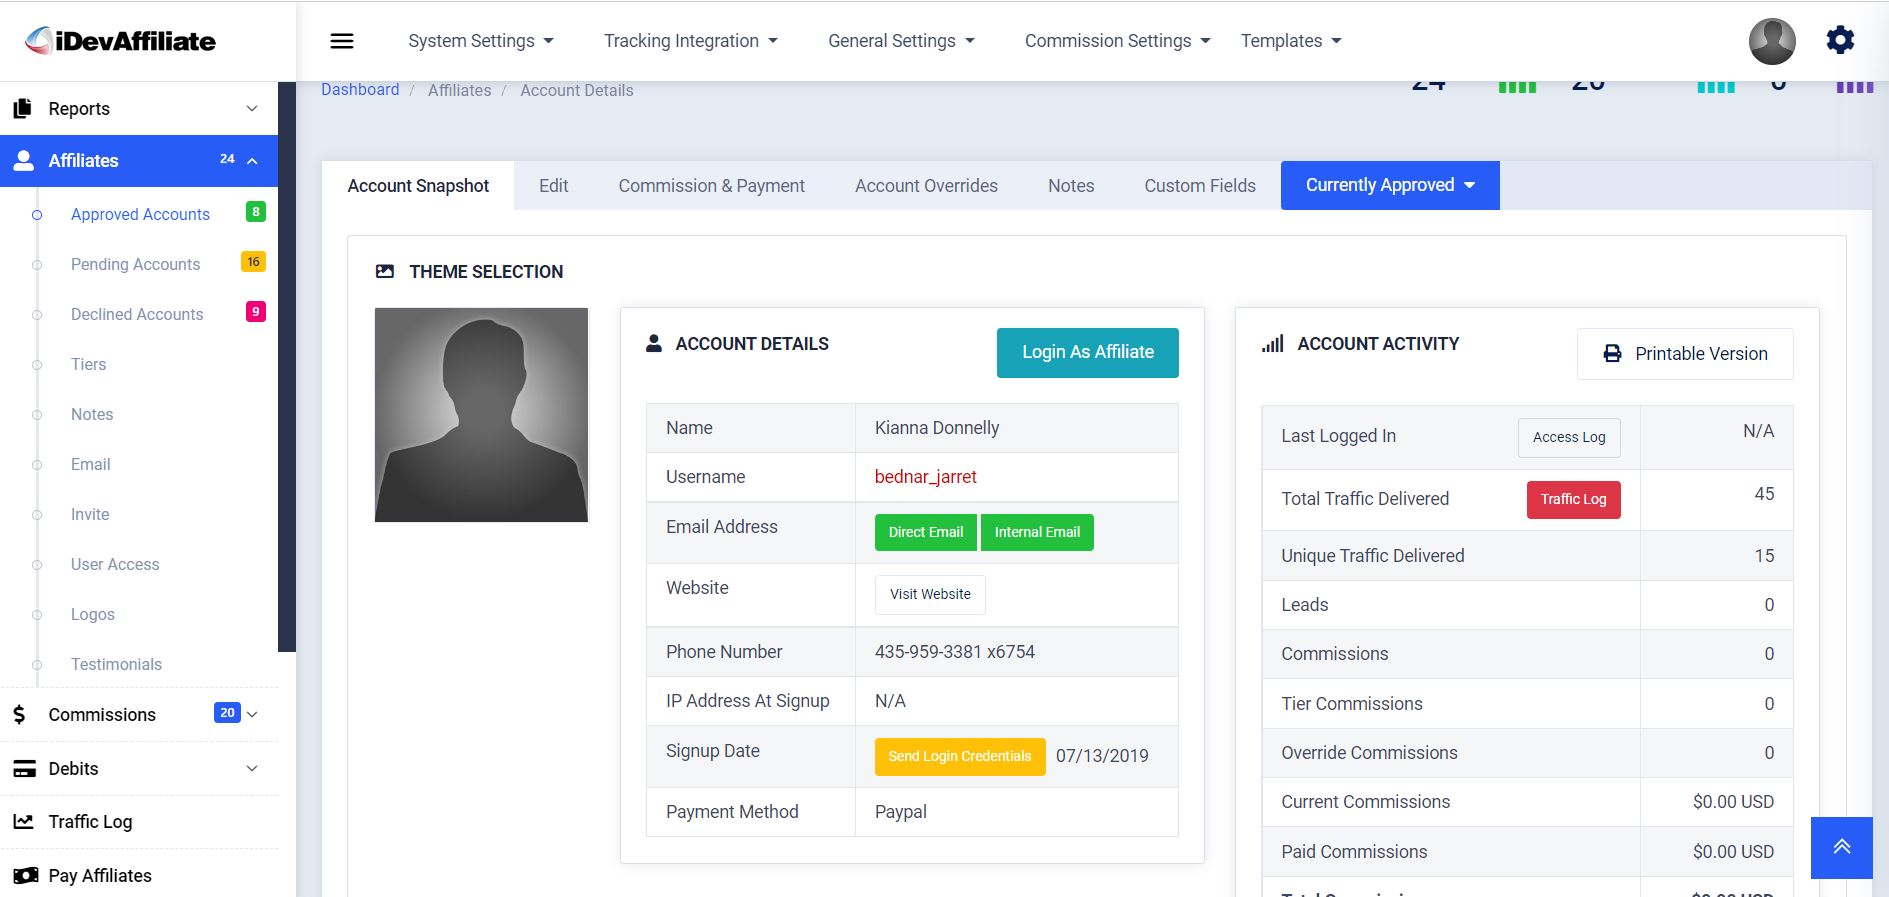 iDevAffiliate
System Settings
Tracking Integration
General Settings
Commission Settings
Templates
Reports
Affiliates 24
Approved Accounts 8
Pending Accounts 16
Declined Accounts 9
Tiers
Notes
Email
Invite
User Access
Logos
Testimonials
Commissions 20
Debits
Traffic Log
Pay Affiliates
Dashboard / Affiliates / Account Details
Account Snapshot
Edit
Commission & Payment
Account Overrides
Notes
Custom Fields
Currently Approved
THEME SELECTION
ACCOUNT DETAILS
Login As Affiliate
Name Kianna Donnelly
Username bednar_jarret
Email Address Direct Email Internal Email
Website Visit Website
Phone Number 435-959-3381 x6754
IP Address At Signup N/A
Signup Date Send Login Credentials 07/13/2019
Payment Method Paypal
ACCOUNT ACTIVITY
Printable Version
Last Logged In Access Log N/A
Total Traffic Delivered Traffic Log 45
Unique Traffic Delivered 15
Leads 0
Commissions 0
Tier Commissions 0
Override Commissions 0
Current Commissions $0.00 USD
Paid Commissions $0.00 USD